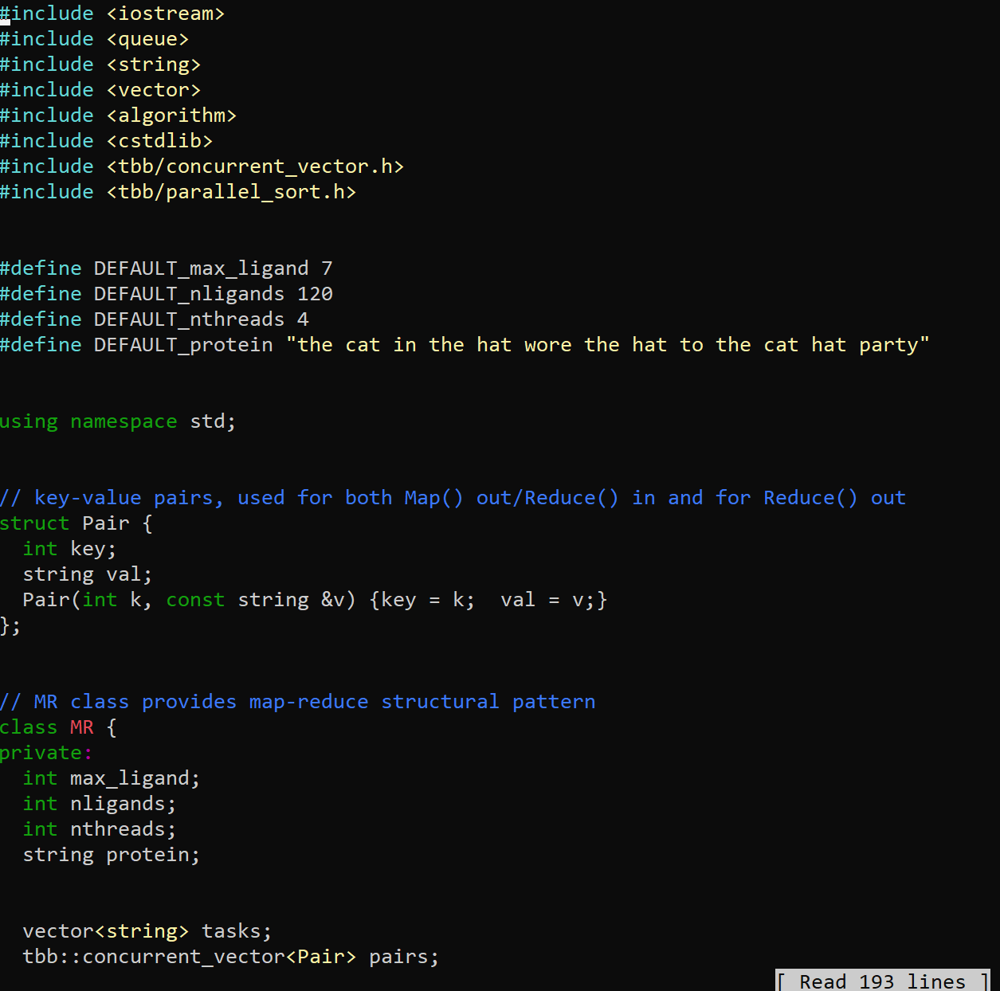 #include <iostream>
#include <queue>
#include <string>
#include <vector>
#include <algorithm>
#include <cstdlib>
#include <tbb/concurrent_vector.h>
#include <tbb/parallel_sort.h>
#define DEFAULT_max_ligand 7
#define DEFAULT_nligands 120
#define DEFAULT_nthreads 4
#define DEFAULT_protein "the cat in the hat wore the hat to the cat hat party"
using namespace std;
// key-value pairs, used for both Map() out/Reduce() in and for Reduce() out
struct Pair {
  int key;
  string val;
  Pair(int k, const string &v) {key = k;  val = v;}
};
// MR class provides map-reduce structural pattern
class MR {
private:
  int max_ligand;
  int nligands;
  int nthreads;
  string protein;
  vector<string> tasks;
  tbb::concurrent_vector<Pair> pairs;
[ Read 193 lines ]